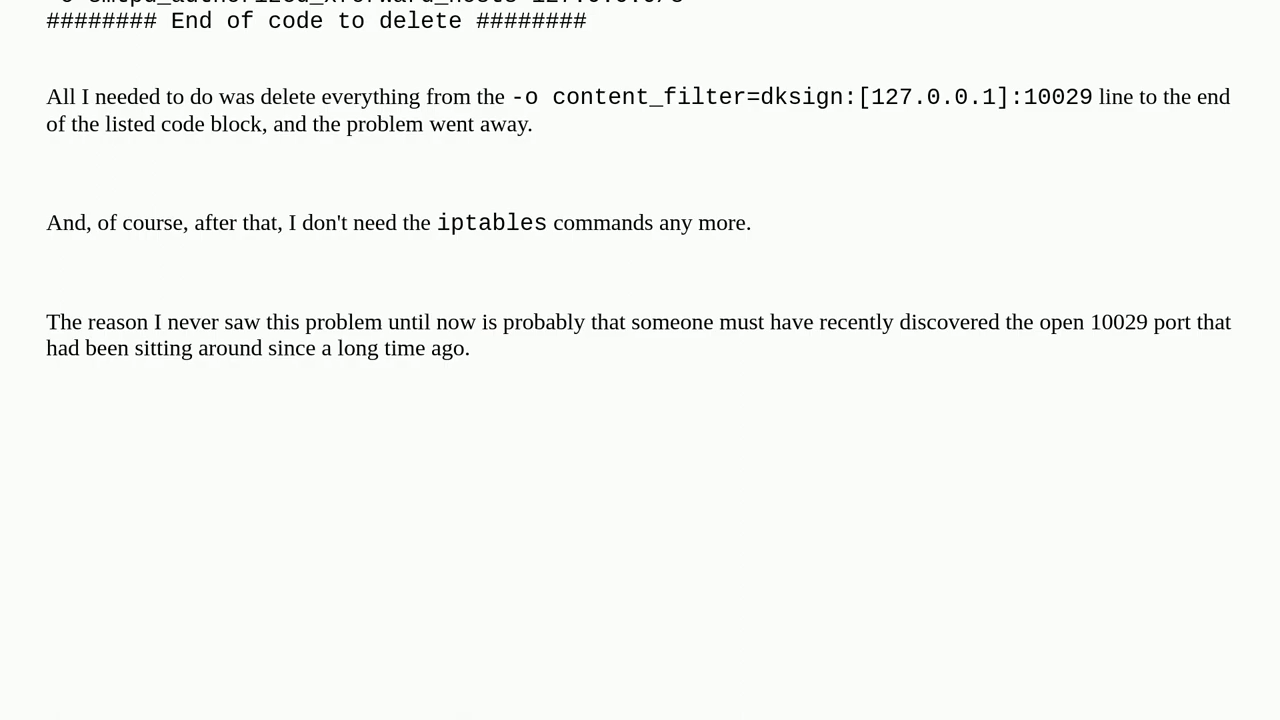 ######## End of code to delete ########
All I needed to do was delete everything from the -o content_filter=dksign:[127.0.0.1]:10029 line to the end
of the listed code block, and the problem went away.
And, of course, after that, I don't need the iptables commands any more.
The reason I never saw this problem until now is probably that someone must have recently discovered the open 10029 port that
had been sitting around since a long time ago.